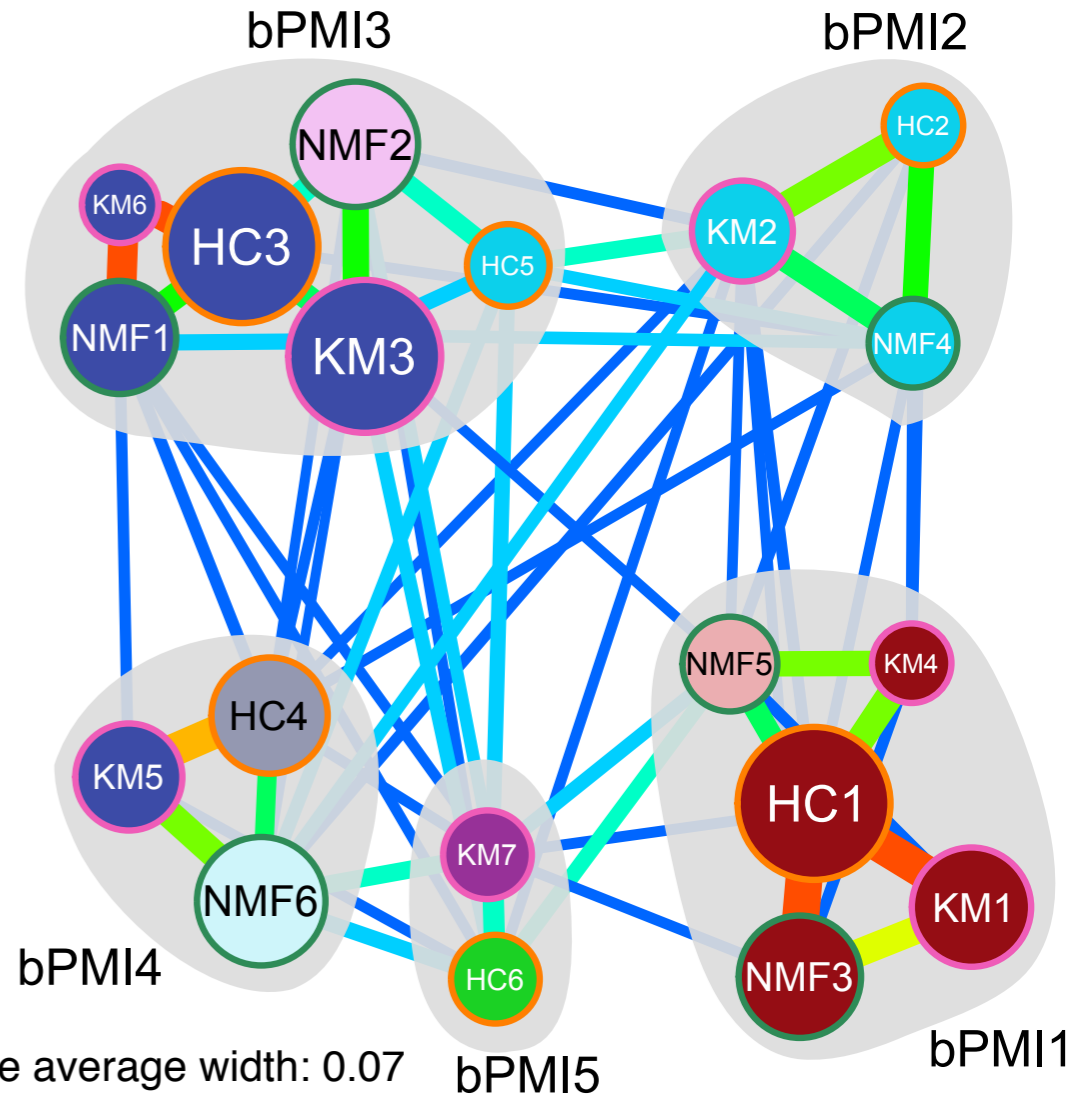 bPMI3
bPMI2
NMF2
HC2
KM6
HC3
KM2
HC5
NMF1
KM3
NMF4
NMF5
KM4
HC4
KM5
HC1
KM7
NMF6
KM1
bPMI4
HC6
NMF3
bPMI1
e average width: 0.07
bPMI5